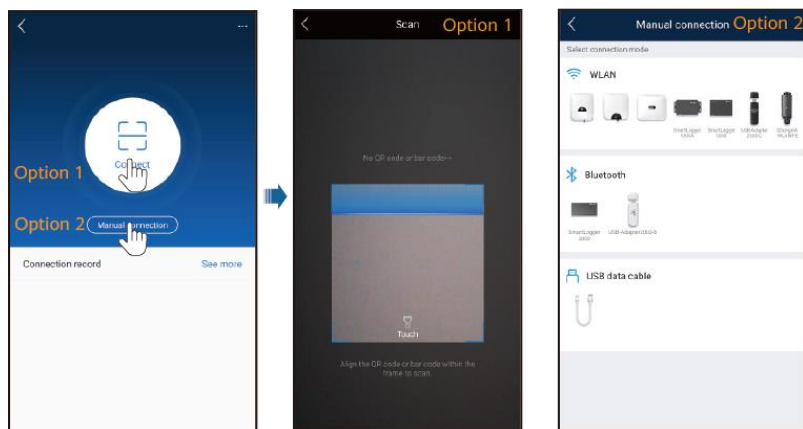 Option 1
Connect
Option 2
Manual connection
Connection record
See more
Scan
Option 1
No QR code or bar code
Touch
Align the QR code or bar code within the
frame to scan.
Manual connection
Option 2
Select connection mode
WLAN
SmartLogger
SmartLogger
USB-Adapter
Bluetooth
SmartLogger
3000
USB-Adapter2000-B
USB data cable